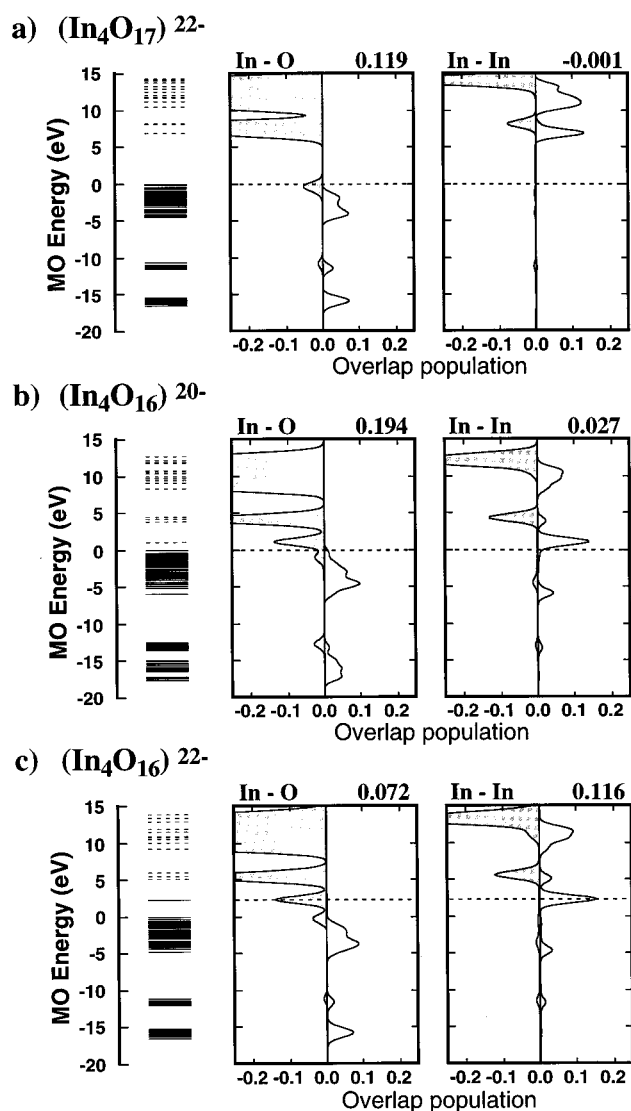 a) (In4O17) 22-
In - O 0.119 In - In -0.001
15
10
5
0
-5
-10
-15
-20
MO Energy (eV)
-0.2 -0.1 0.0 0.1 0.2 -0.2 -0.1 0.0 0.1 0.2
Overlap population
b) (In4O16) 20-
In - O 0.194 In - In 0.027
15
10
5
0
-5
-10
-15
-20
MO Energy (eV)
-0.2 -0.1 0.0 0.1 0.2 -0.2 -0.1 0.0 0.1 0.2
Overlap population
c) (In4O16) 22-
In - O 0.072 In - In 0.116
15
10
5
0
-5
-10
-15
-20
MO Energy (eV)
-0.2 -0.1 0.0 0.1 0.2 -0.2 -0.1 0.0 0.1 0.2
Overlap population